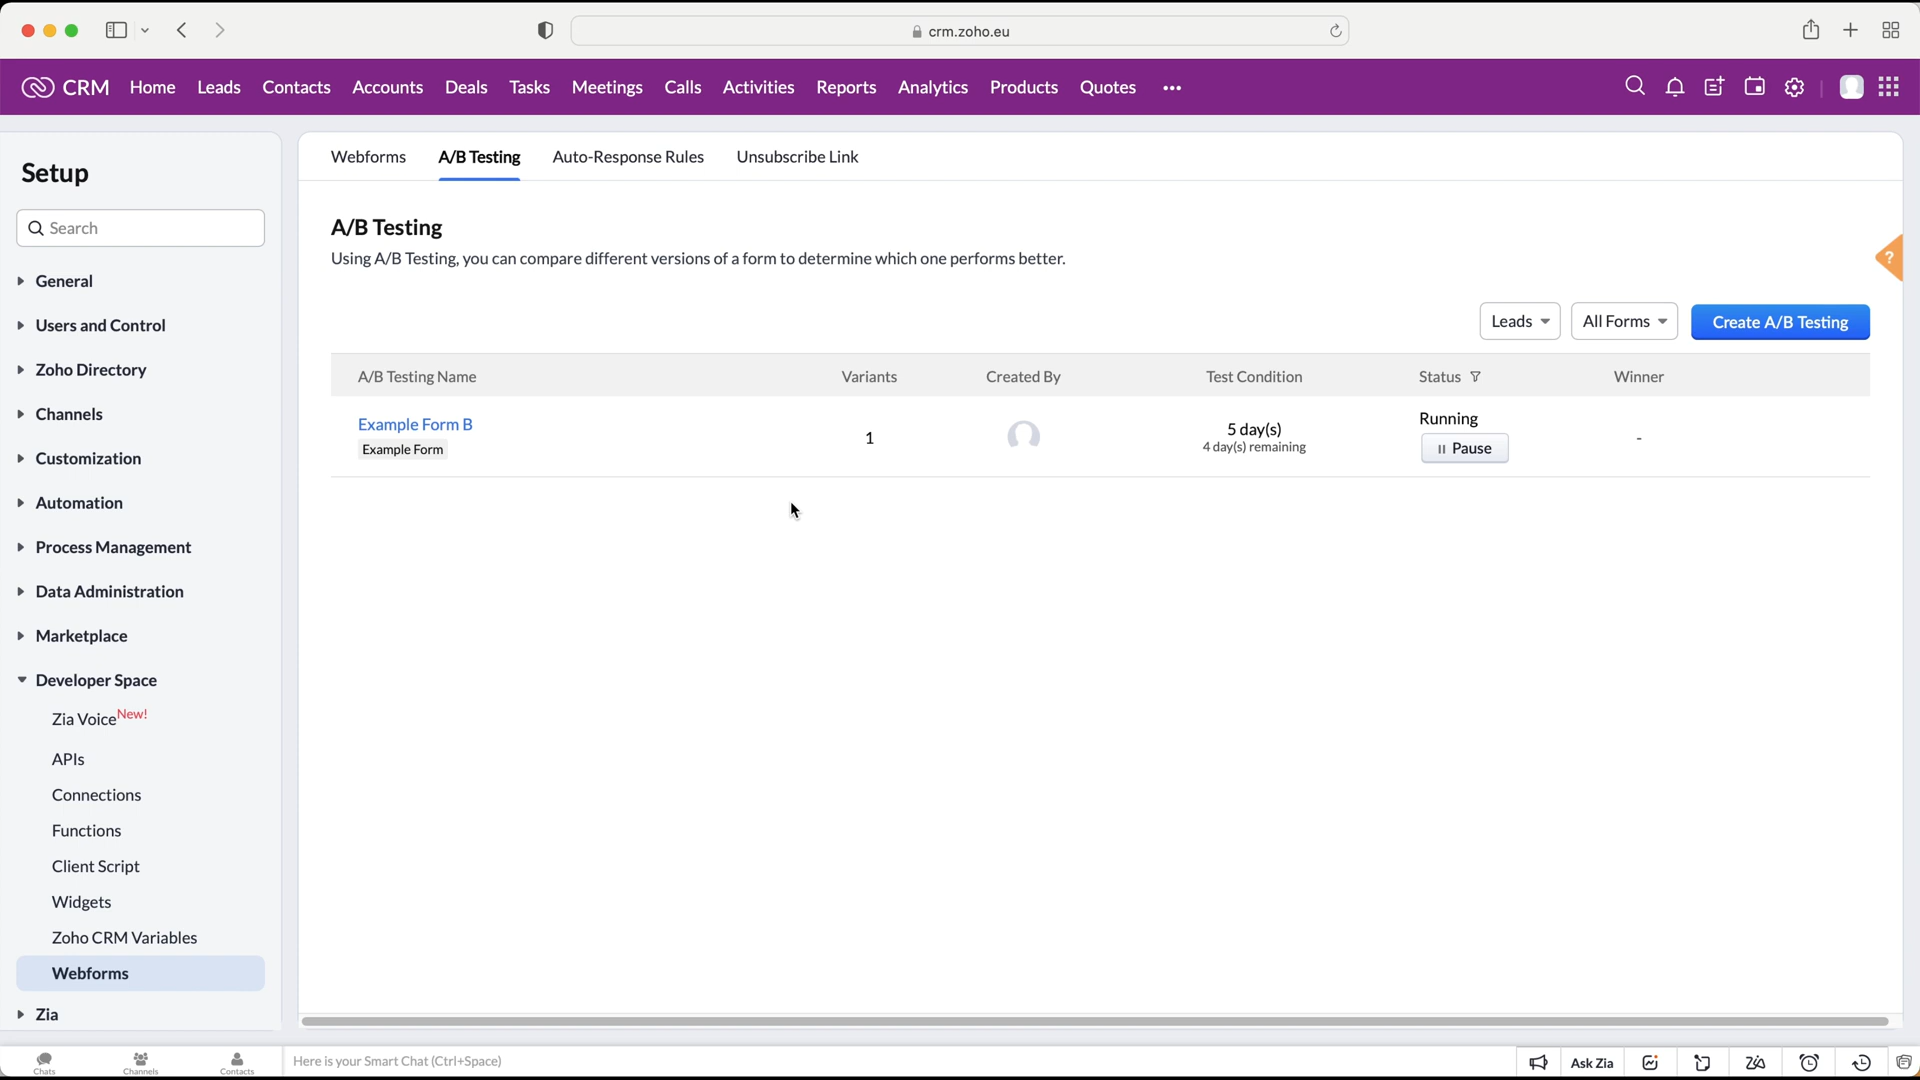 crm.zoho.eu
CRM Home Leads Contacts Accounts Deals Tasks Meetings Calls Activities Reports Analytics Products Quotes
Setup
Search
General
Users and Control
Zoho Directory
Channels
Customization
Automation
Process Management
Data Administration
Marketplace
Developer Space
Zia Voice New!
APIs
Connections
Functions
Client Script
Widgets
Zoho CRM Variables
Webforms
Zia
Webforms A/B Testing Auto-Response Rules Unsubscribe Link
A/B Testing
Using A/B Testing, you can compare different versions of a form to determine which one performs better.
?
Leads All Forms Create A/B Testing
A/B Testing Name Variants Created By Test Condition Status Winner
Example Form B
Example Form
1
5 day(s)
4 day(s) remaining
Running
Pause
-
Chats Channels Contacts
Here is your Smart Chat (Ctrl+Space)
Ask Zia